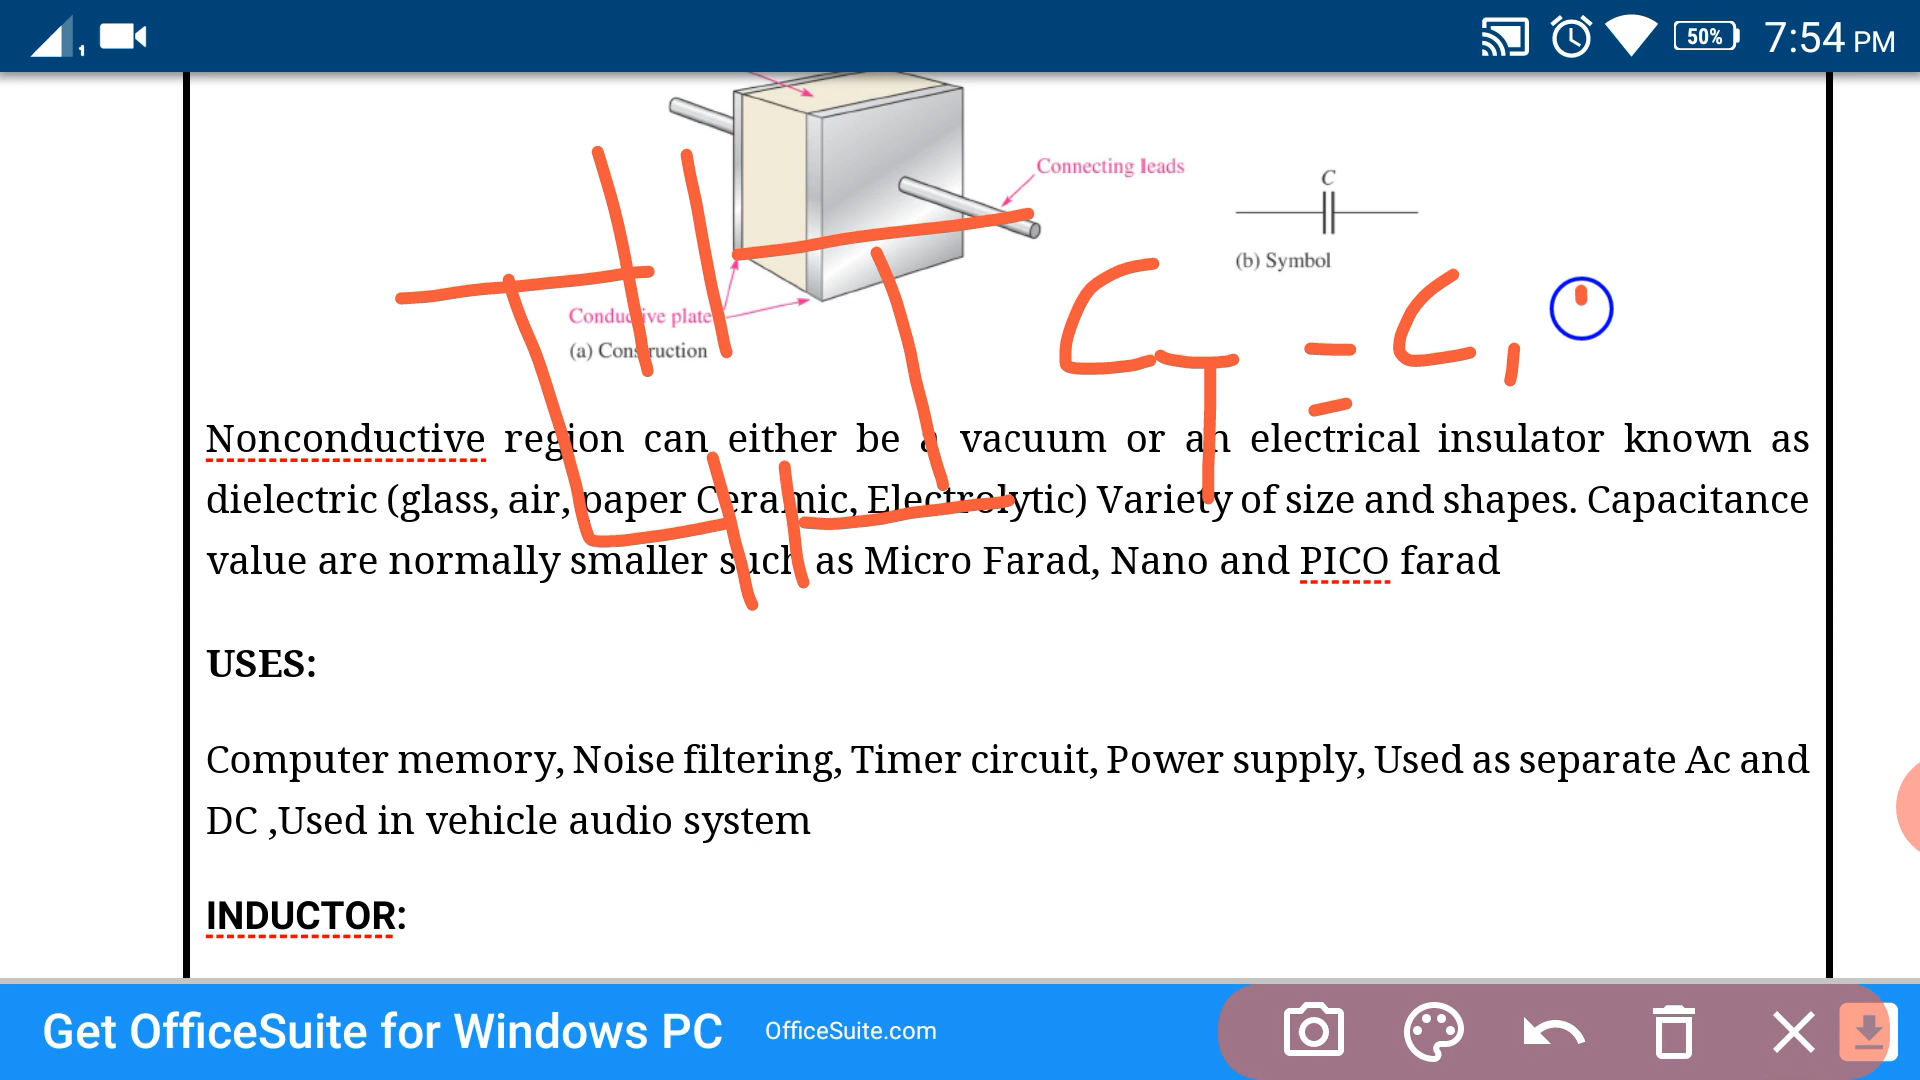 1 50% 7:54 PM
Connecting leads
C
(b) Symbol
Conductive plate
(a) Construction
C_T = C_1
Nonconductive region can either be a vacuum or an electrical insulator known as
dielectric (glass, air, paper Ceramic, Electrolytic) Variety of size and shapes. Capacitance
value are normally smaller such as Micro Farad, Nano and PICO farad
USES:
Computer memory, Noise filtering, Timer circuit, Power supply, Used as separate Ac and
DC ,Used in vehicle audio system
INDUCTOR:
Get OfficeSuite for Windows PC OfficeSuite.com